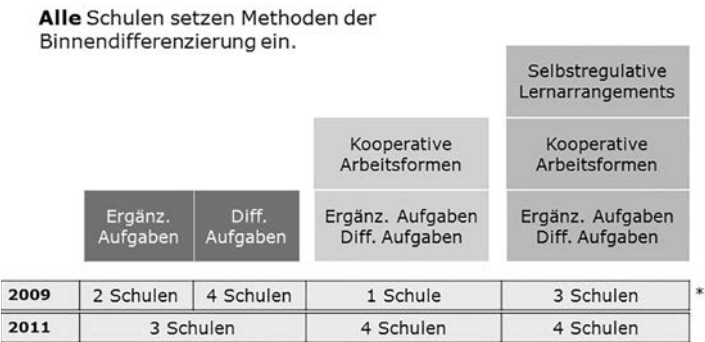 Alle Schulen setzen Methoden der
Binnendifferenzierung ein.
Selbstregulative
Lernarrangements
Kooperative
Arbeitsformen
Kooperative
Arbeitsformen
Ergänz.
Aufgaben
Diff.
Aufgaben
Ergänz. Aufgaben
Diff. Aufgaben
Ergänz. Aufgaben
Diff. Aufgaben
2009 2 Schulen 4 Schulen 1 Schule 3 Schulen *
2011 3 Schulen 4 Schulen 4 Schulen